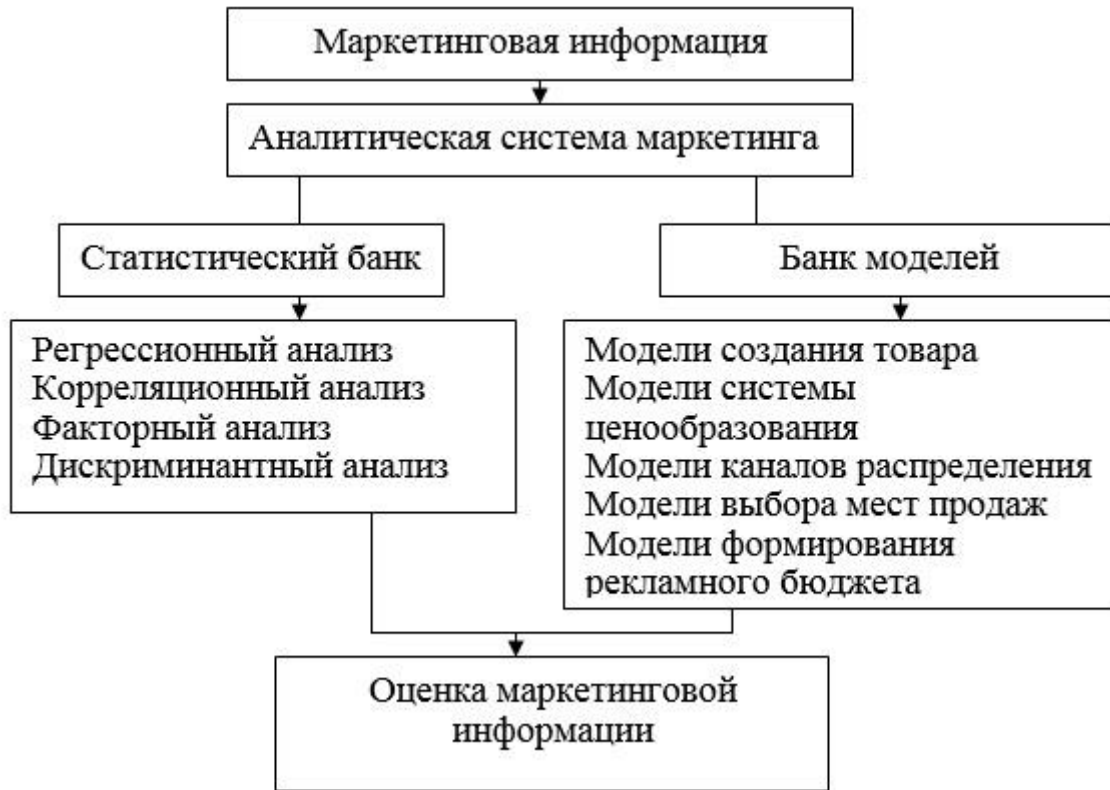 Маркетинговая информация
Аналитическая система маркетинга
Статистический банк
Банк моделей
Регрессионный анализ
Корреляционный анализ
Факторный анализ
Дискриминантный анализ
Модели создания товара
Модели системы
ценообразования
Модели каналов распределения
Модели выбора мест продаж
Модели формирования
рекламного бюджета
Оценка маркетинговой
информации